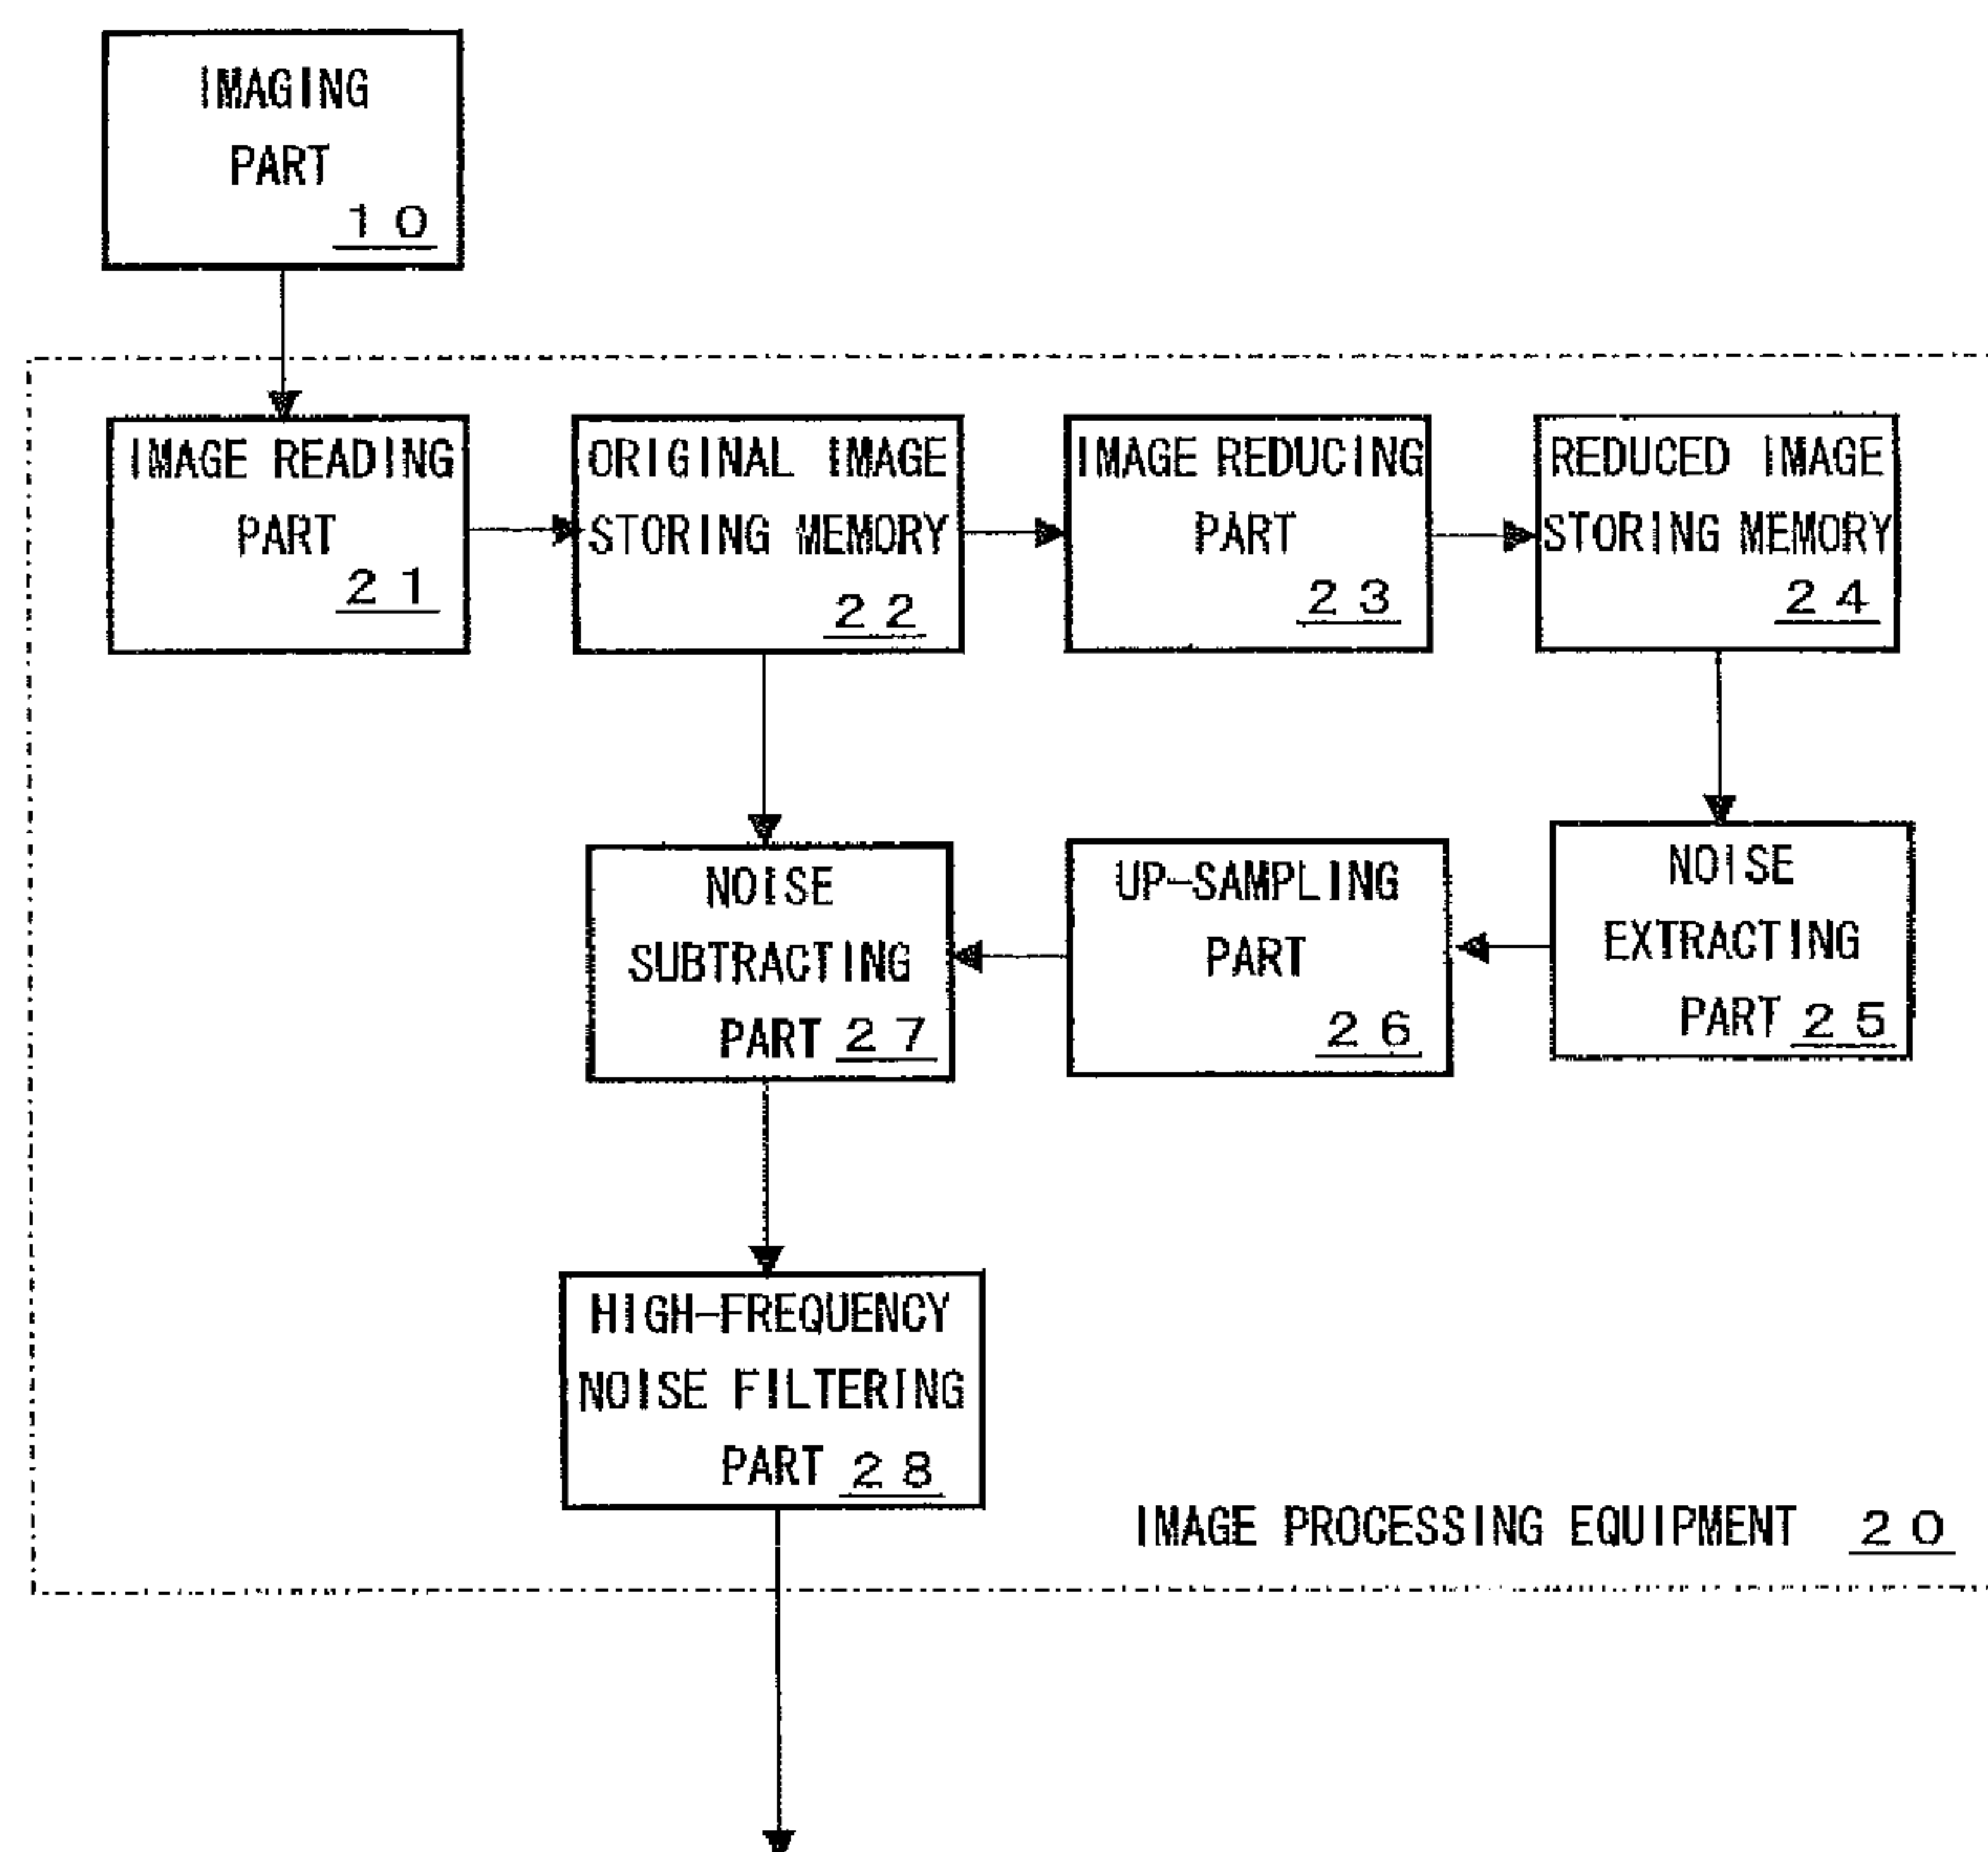 IMAGING
PART
10
IMAGE READING
PART
21
ORIGINAL IMAGE
STORING MEMORY
22
IMAGE REDUCING
PART
23
REDUCED IMAGE
STORING MEMORY
24
NOISE
SUBTRACTING
PART 27
UP-SAMPLING
PART
26
NOISE
EXTRACTING
PART 25
HIGH-FREQUENCY
NOISE FILTERING
PART 28
IMAGE PROCESSING EQUIPMENT 20